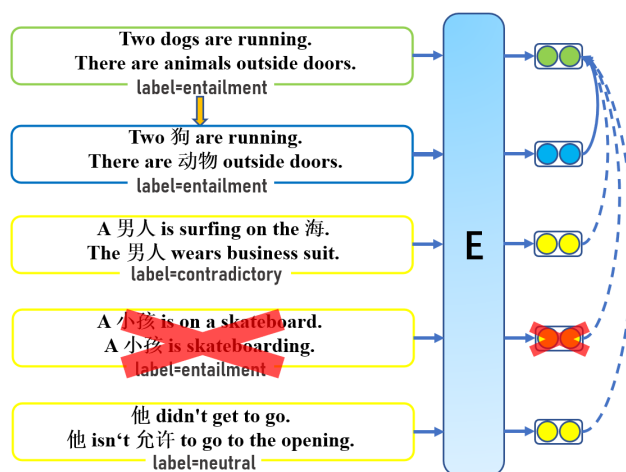 Two dogs are running.
There are animals outside doors.
label=entailment
Two 狗 are running.
There are 动物 outside doors.
label=entailment
A 男人 is surfing on the 海.
The 男人 wears business suit.
label=contradictory
A 小孩 is on a skateboard.
A 小孩 is skateboarding.
label=entailment
他 didn't get to go.
他 isn‘t 允许 to go to the opening.
label=neutral
E